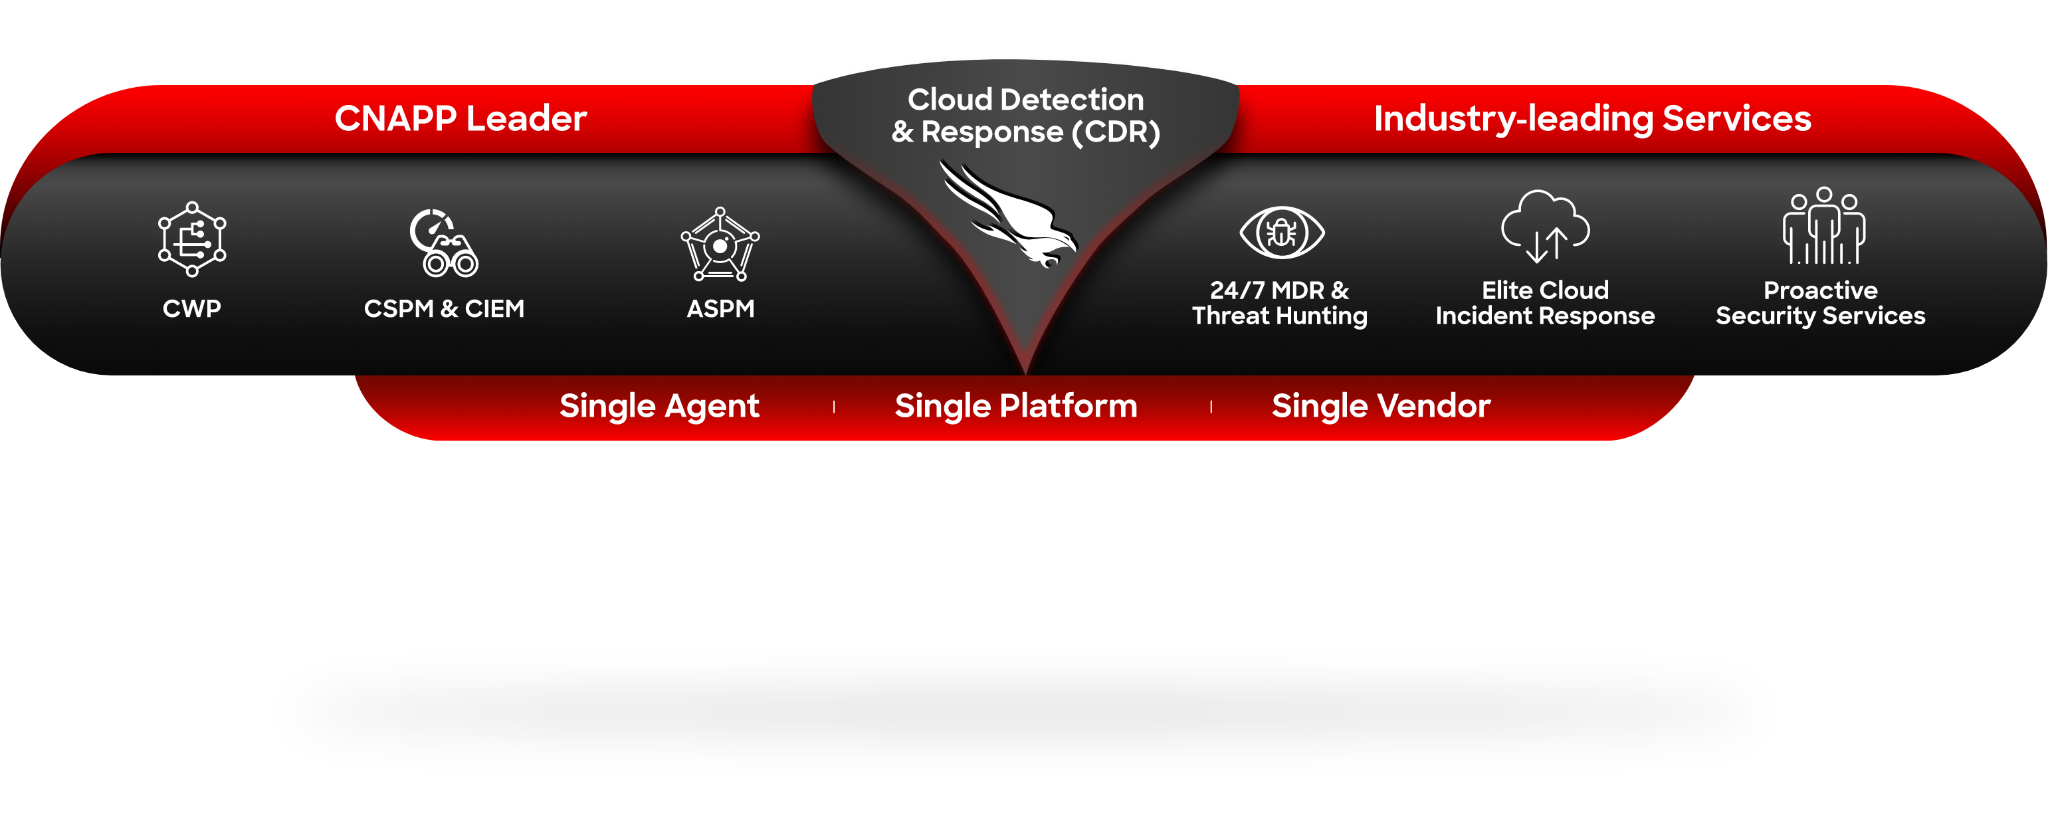 CNAPP Leader
Cloud Detection
& Response (CDR)
Industry-leading Services
CWP
CSPM & CIEM
ASPM
24/7 MDR &
Threat Hunting
Elite Cloud
Incident Response
Proactive
Security Services
Single Agent
Single Platform
Single Vendor